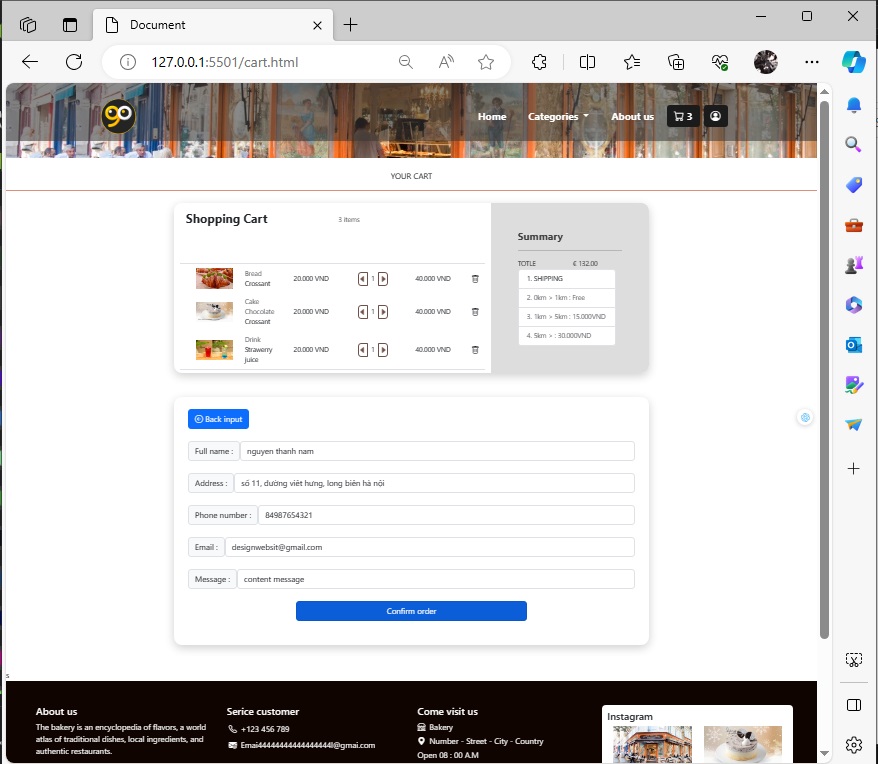 Document
127.0.0.1:5501/cart.html
Home Categories About us 3
YOUR CART
Shopping Cart 3 items
Bread
Crossant
20.000 VND 1 40.000 VND
Cake
Chocolate
Crossant
20.000 VND 1 40.000 VND
Drink
Strawerry
juice
20.000 VND 1 40.000 VND
Summary
TOTLE € 132.00
1. SHIPPING
2. 0km > 1km : Free
3. 1km > 5km : 15.000VND
4. 5km > : 30.000VND
Back input
Full name : nguyen thanh nam
Address : số 11, đường viêt hưng, long biên hà nội
Phone number : 84987654321
Email : designwebsit@gmail.com
Message : content message
Confirm order
s
About us
The bakery is an encyclopedia of flavors, a world
atlas of traditional dishes, local ingredients, and
authentic restaurants.
Serice customer
+123 456 789
Come visit us
Bakery
Number - Street - City - Country
Open 08 : 00 A.M
Instagram